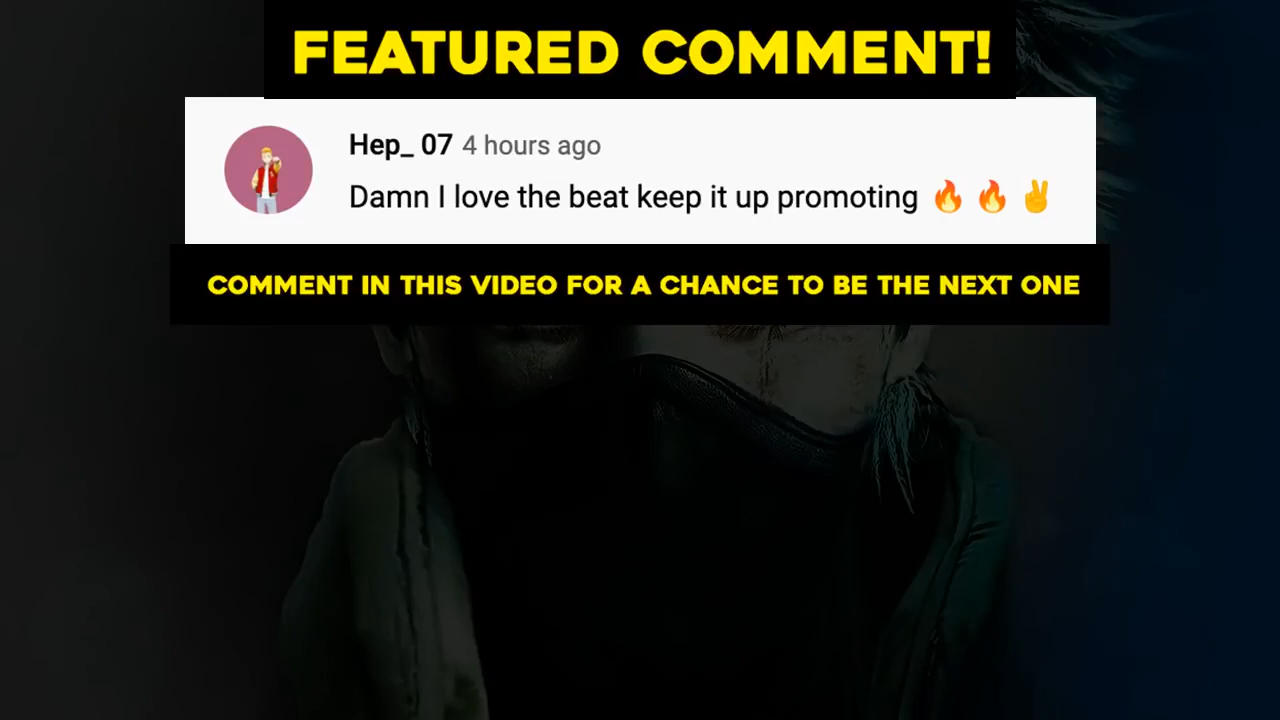 FEATURED COMMENT!
Hep_ 07 4 hours ago
Damn I love the beat keep it up promoting 🔥 🔥 ✌️
COMMENT IN THIS VIDEO FOR A CHANCE TO BE THE NEXT ONE